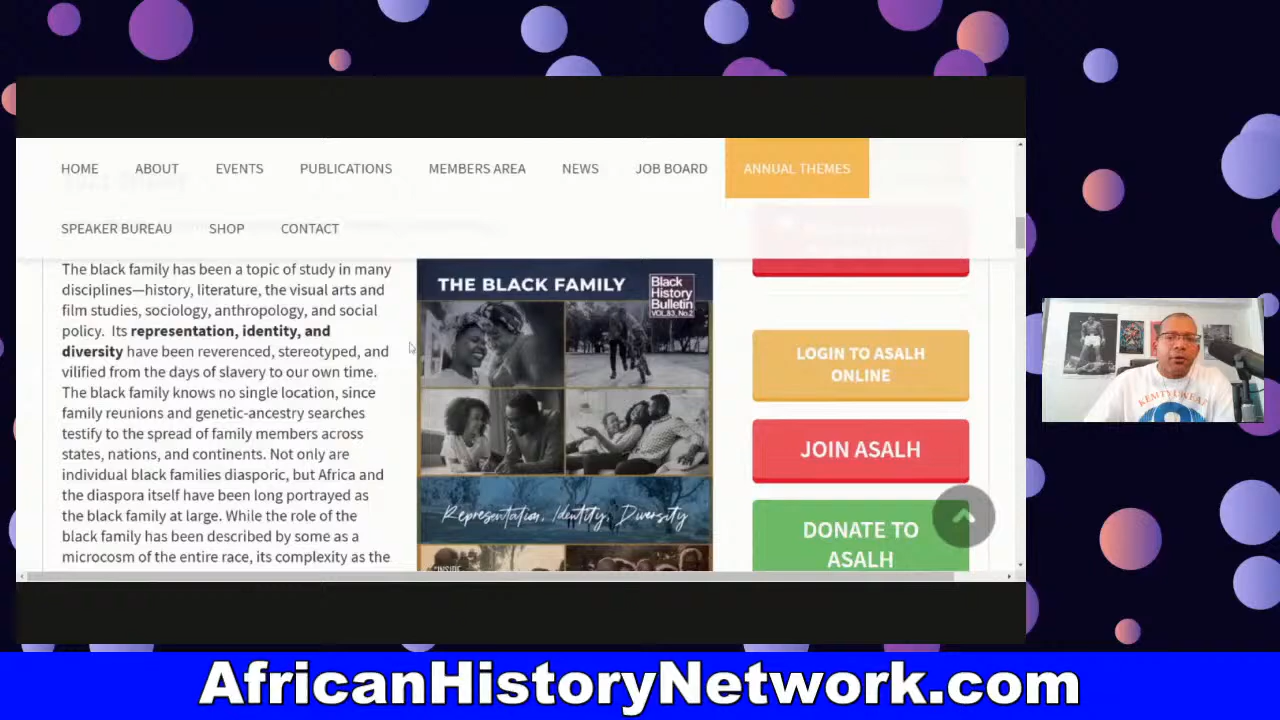 HOME ABOUT EVENTS PUBLICATIONS MEMBERS AREA NEWS JOB BOARD ANNUAL THEMES
SPEAKER BUREAU SHOP CONTACT
The black family has been a topic of study in many
disciplines—history, literature, the visual arts and
film studies, sociology, anthropology, and social
policy.  Its representation, identity, and
diversity have been reverenced, stereotyped, and
vilified from the days of slavery to our own time.
The black family knows no single location, since
family reunions and genetic-ancestry searches
testify to the spread of family members across
states, nations, and continents. Not only are
individual black families diasporic, but Africa and
the diaspora itself have been long portrayed as
the black family at large. While the role of the
black family has been described by some as a
microcosm of the entire race, its complexity as the
THE BLACK FAMILY
Black
History
Bulletin
VOL.83, No.2
Representation, Identity, Diversity
*INSIDE
LOGIN TO ASALH
ONLINE
JOIN ASALH
DONATE TO
ASALH
AfricanHistoryNetwork.com